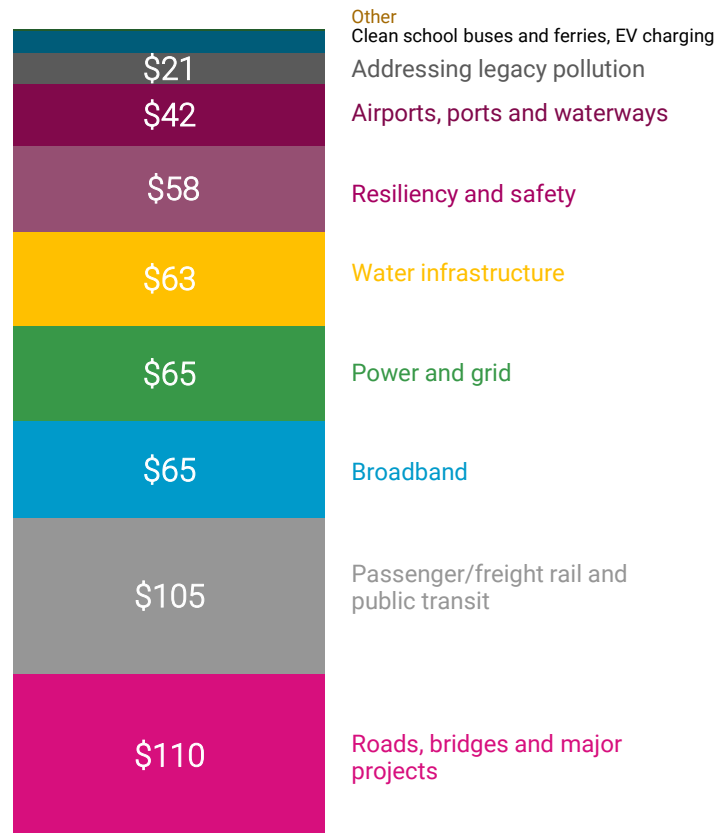 Other
Clean school buses and ferries, EV charging
$21
Addressing legacy pollution
$42
Airports, ports and waterways
$58
Resiliency and safety
$63
Water infrastructure
$65
Power and grid
$65
Broadband
$105
Passenger/freight rail and
public transit
$110
Roads, bridges and major
projects